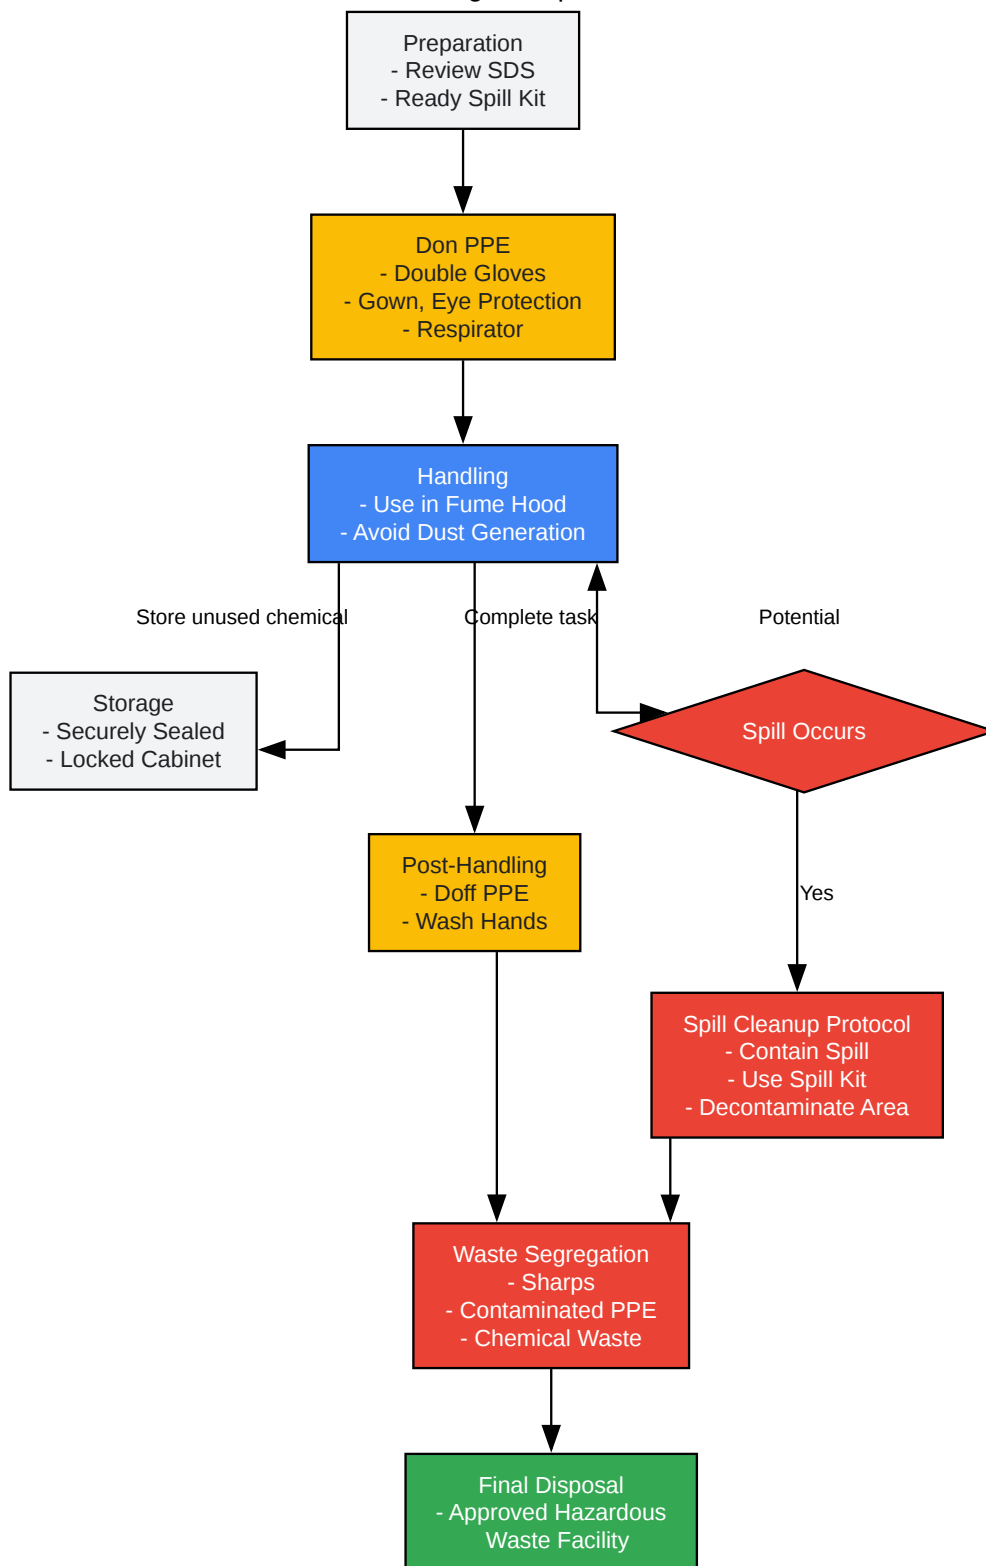 Preparation
- Review SDS
- Ready Spill Kit
Don PPE
- Double Gloves
- Gown, Eye Protection
- Respirator
Handling
- Use in Fume Hood
- Avoid Dust Generation
Store unused chemical
Complete task
Potential
Storage
- Securely Sealed
- Locked Cabinet
Spill Occurs
Post-Handling
- Doff PPE
- Wash Hands
Yes
Spill Cleanup Protocol
- Contain Spill
- Use Spill Kit
- Decontaminate Area
Waste Segregation
- Sharps
- Contaminated PPE
- Chemical Waste
Final Disposal
- Approved Hazardous
Waste Facility